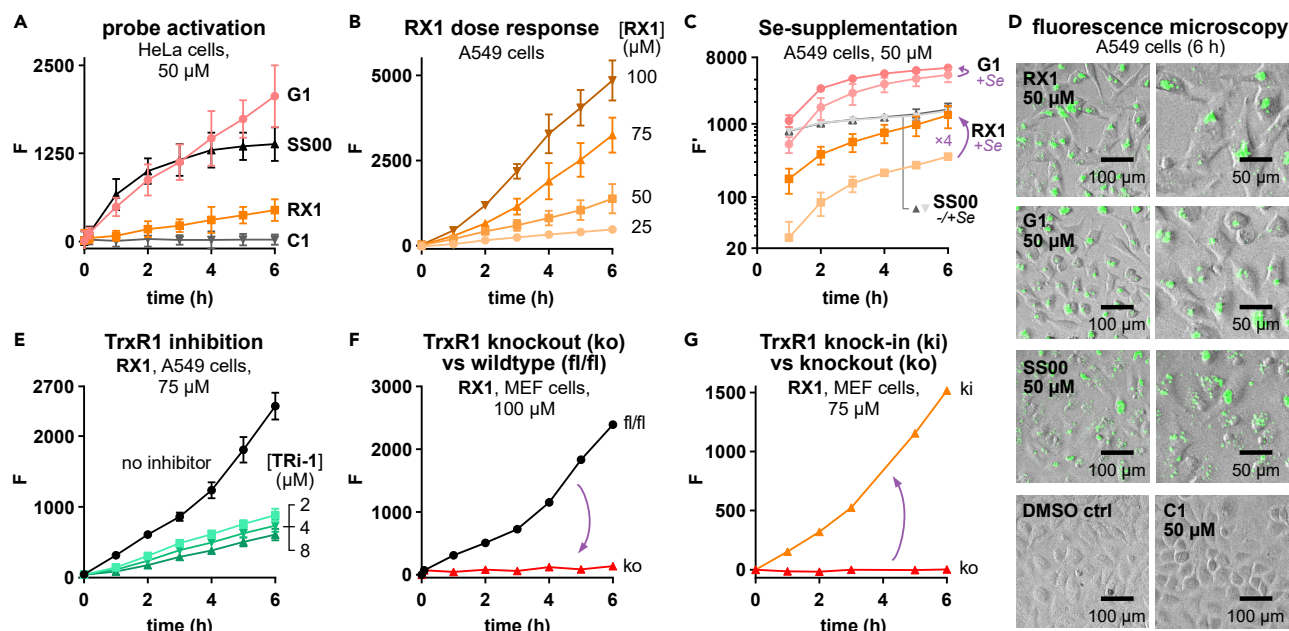 A
probe activation
HeLa cells,
50 µM
F
2500
1250
0
G1
SS00
RX1
C1
0 2 4 6
time (h)
B
RX1 dose response
A549 cells
[RX1]
(µM)
F
5000
2500
0
100
75
50
25
0 2 4 6
time (h)
C
Se-supplementation
A549 cells, 50 µM
F'
8000
1000
100
20
G1
+Se
RX1
+Se
×4
SS00
-/+Se
0 2 4 6
time (h)
D
fluorescence microscopy
A549 cells (6 h)
RX1
50 µM
100 µm
50 µm
G1
50 µM
100 µm
50 µm
SS00
50 µM
100 µm
50 µm
DMSO ctrl
100 µm
C1
50 µM
100 µm
E
TrxR1 inhibition
RX1, A549 cells,
75 µM
F
2700
2000
1000
0
no inhibitor
[TRi-1]
(µM)
2
4
8
0 2 4 6
time (h)
F
TrxR1 knockout (ko)
vs wildtype (fl/fl)
RX1, MEF cells,
100 µM
F
3000
2000
1000
0
fl/fl
ko
0 2 4 6
time (h)
G
TrxR1 knock-in (ki)
vs knockout (ko)
RX1, MEF cells,
75 µM
F
1500
1000
500
0
ki
ko
0 2 4 6
time (h)